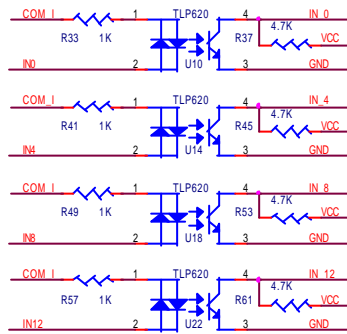 COM_I 1 TLP620 4 IN_0
R33 1K R37 4.7K VCC
IN0 2 U10 3 GND
COM_I 1 TLP620 4 IN_4
R41 1K R45 4.7K VCC
IN4 2 U14 3 GND
COM_I 1 TLP620 4 IN_8
R49 1K R53 4.7K VCC
IN8 2 U18 3 GND
COM_I 1 TLP620 4 IN_12
R57 1K R61 4.7K VCC
IN12 2 U22 3 GND